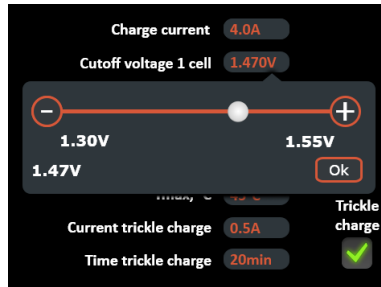 Charge current 4.0A
Cutoff voltage 1 cell 1.470V
− +
1.30V 1.55V
1.47V Ok
Trickle
Current trickle charge 0.5A charge
Time trickle charge 20min